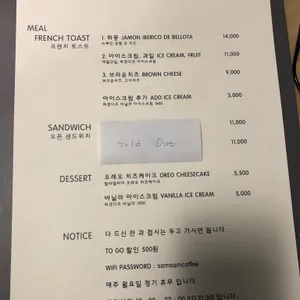 MEAL
FRENCH TOAST
프렌치 토스트
1. 하몽 JAMON IBERICO DE BELLOTA 14,000
2. 아이스크림, 과일 ICE CREAM, FRUIT 11,000
3. 브라운치즈 BROWN CHEESE 9,000
아이스크림 추가 ADD ICE CREAM 3,000
SANDWICH 11,000
오픈 샌드위치 11,000
Sold Out
DESSERT
오레오 치즈케이크 OREO CHEESECAKE 5,500
바닐라 아이스크림 VANILLA ICE CREAM 5,000
NOTICE
다 드신 잔과 접시는 두고 가시면 됩니다.
TO GO 할인 500원
WIFI PASSWORD : samsamcoffee
매주 월요일 정기 휴무 입니다.